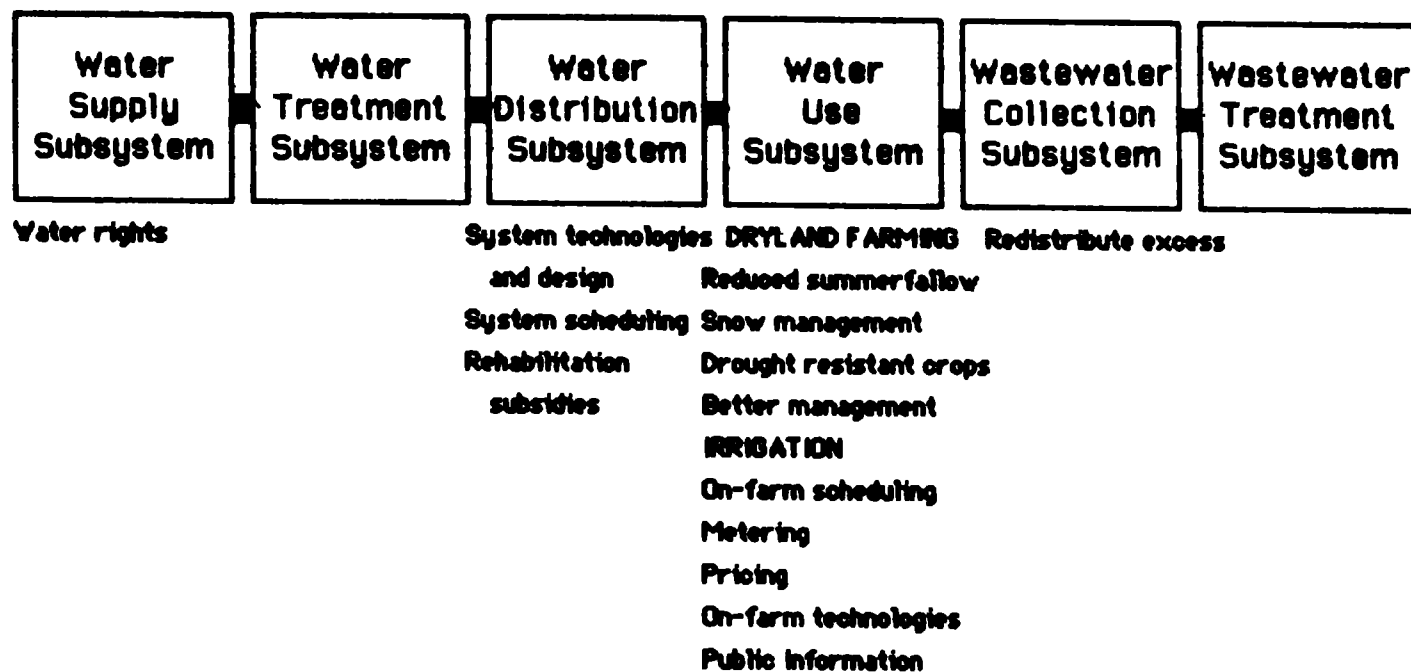 Water
Supply
Subsystem
Water
Treatment
Subsystem
Water
Distribution
Subsystem
Water
Use
Subsystem
Wastewater
Collection
Subsystem
Wastewater
Treatment
Subsystem
Water rights
System technologies
and design
System scheduling
Rehabilitation
subsidies
DRYLAND FARMING
Reduced summerfallow
Snow management
Drought resistant crops
Better management
IRRIGATION
On-farm scheduling
Metering
Pricing
On-farm technologies
Public information
Redistribute excess